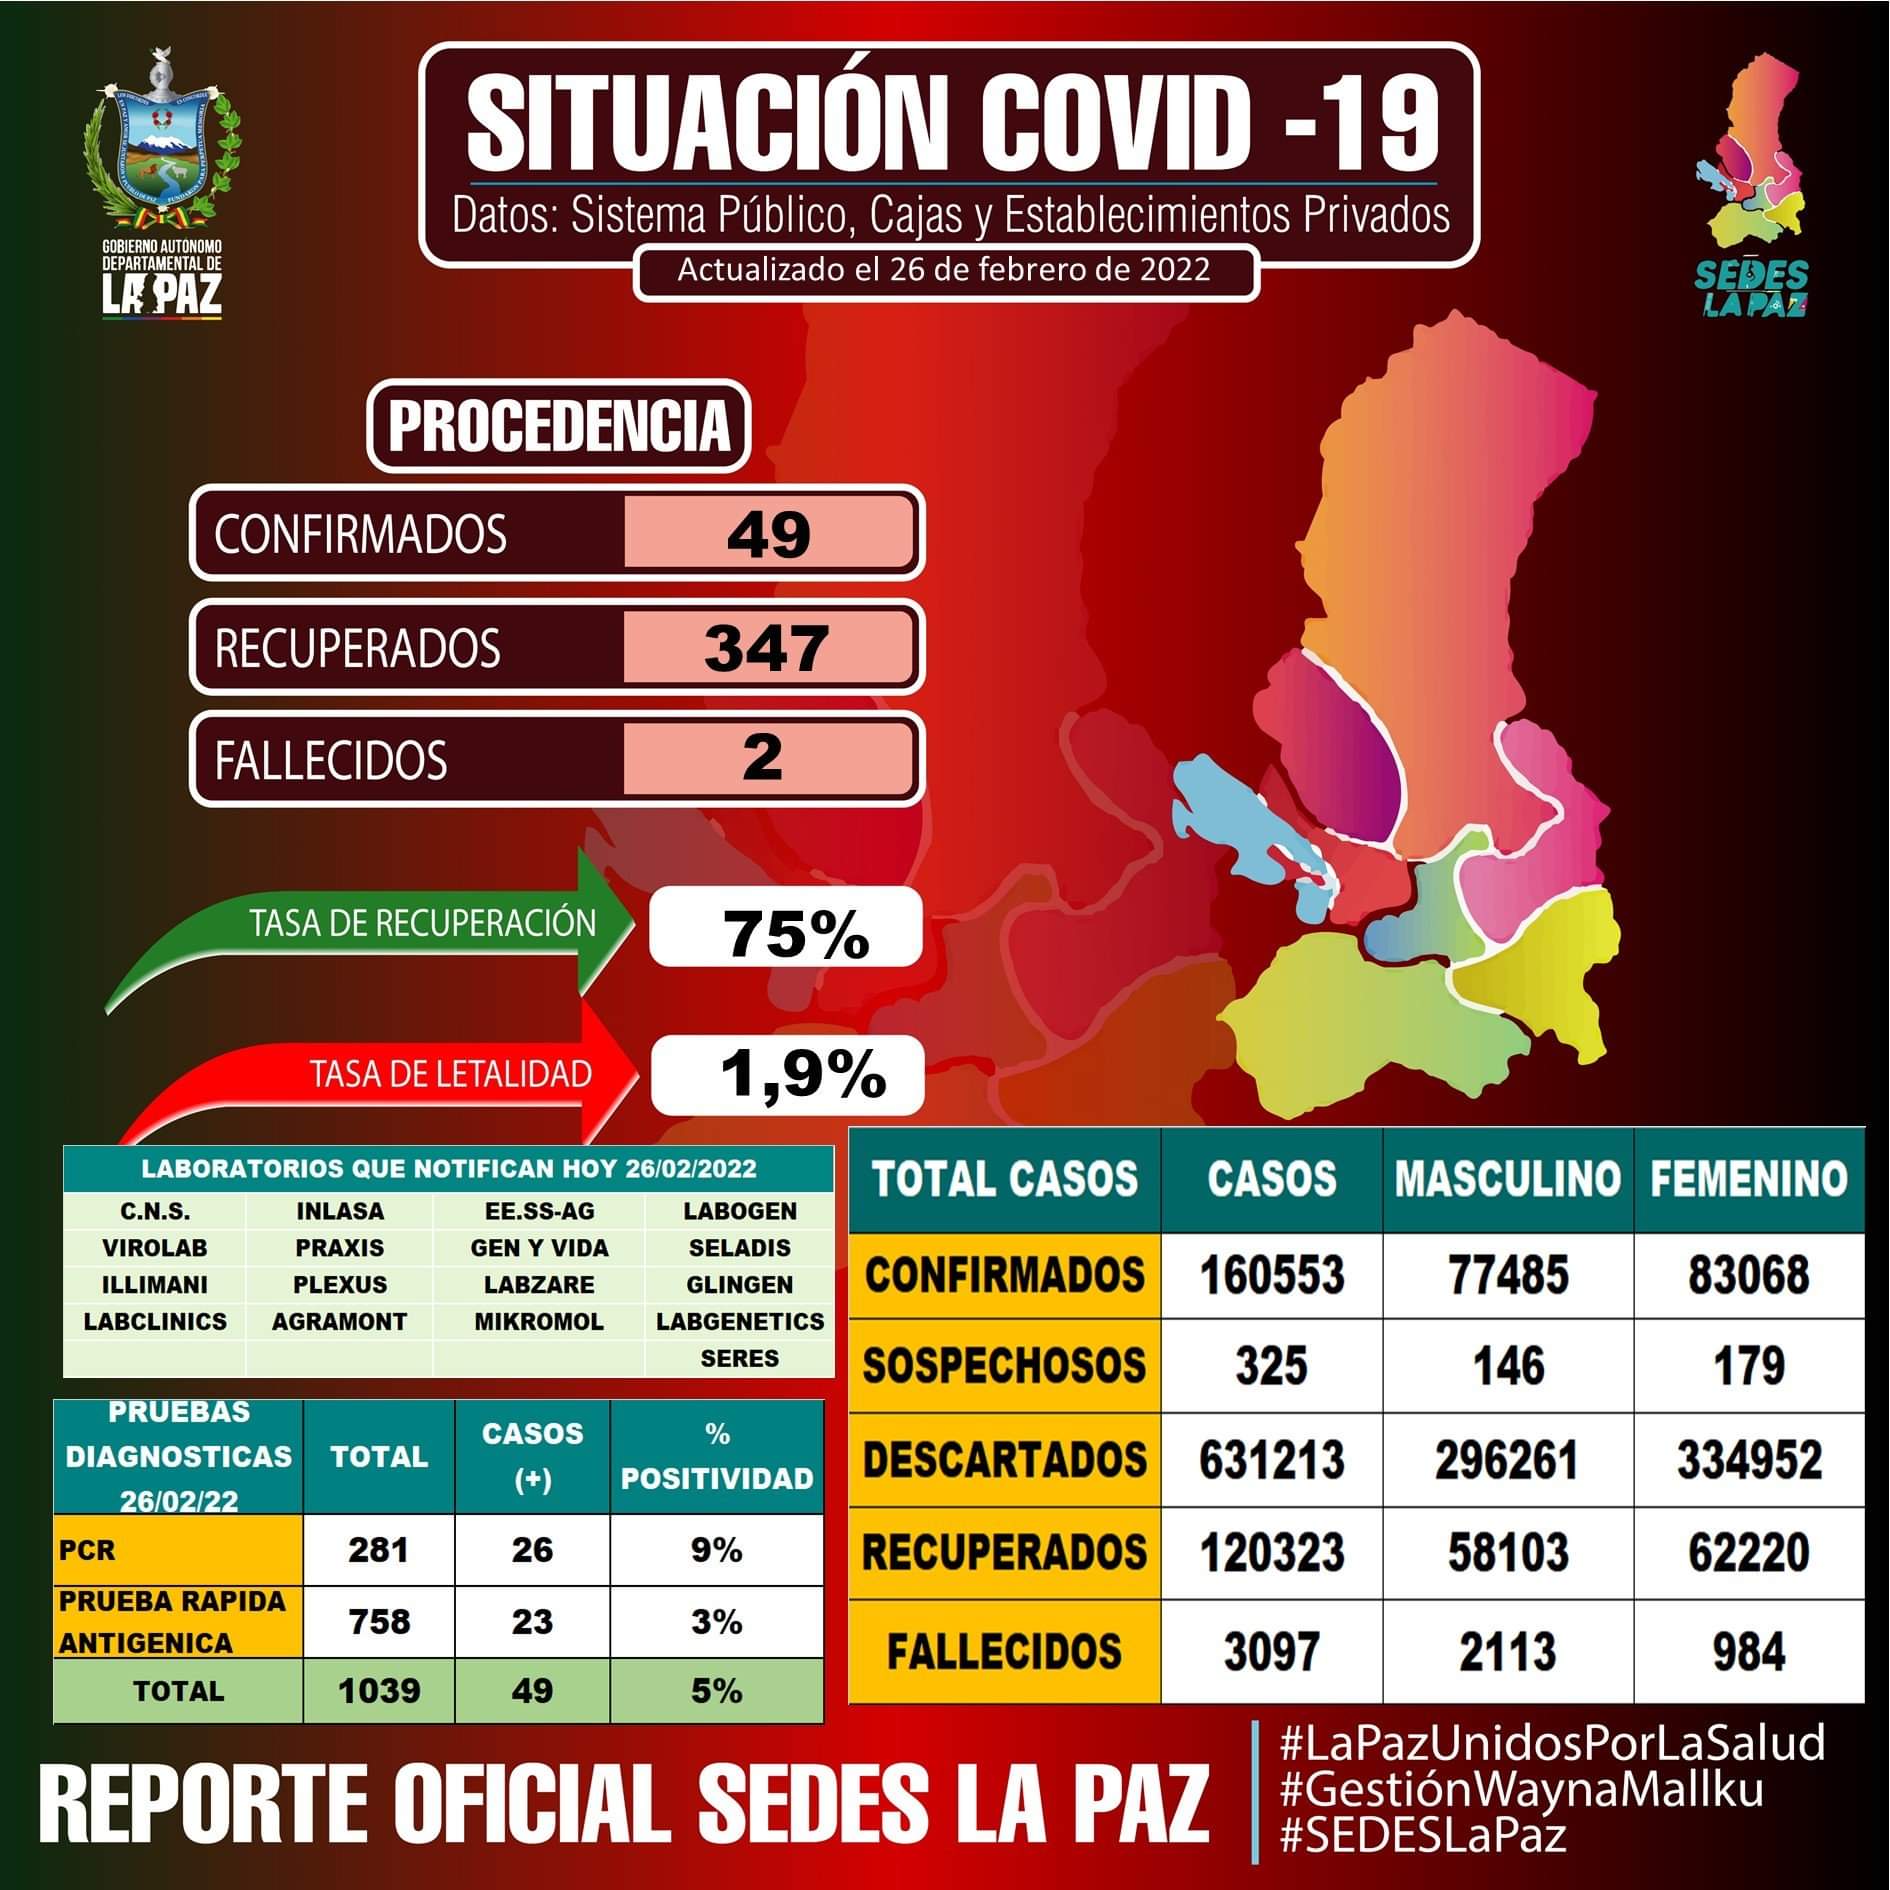 SITUACIÓN COVID -19
Datos: Sistema Público, Cajas y Establecimientos Privados
Actualizado el 26 de febrero de 2022
GOBIERNO AUTÓNOMO
DEPARTAMENTAL DE
LA PAZ
SEDES
LA PAZ
PROCEDENCIA
CONFIRMADOS 49
RECUPERADOS 347
FALLECIDOS 2
TASA DE RECUPERACIÓN 75%
TASA DE LETALIDAD 1,9%
LABORATORIOS QUE NOTIFICAN HOY 26/02/2022
C.N.S. INLASA EE.SS-AG LABOGEN
VIROLAB PRAXIS GEN Y VIDA SELADIS
ILLIMANI PLEXUS LABZARE GLINGEN
LABCLINICS AGRAMONT MIKROMOL LABGENETICS
SERES
PRUEBAS
DIAGNOSTICAS
26/02/22
TOTAL
CASOS
(+)
%
POSITIVIDAD
PCR 281 26 9%
PRUEBA RAPIDA
ANTIGENICA
758 23 3%
TOTAL 1039 49 5%
TOTAL CASOS CASOS MASCULINO FEMENINO
CONFIRMADOS 160553 77485 83068
SOSPECHOSOS 325 146 179
DESCARTADOS 631213 296261 334952
RECUPERADOS 120323 58103 62220
FALLECIDOS 3097 2113 984
REPORTE OFICIAL SEDES LA PAZ
#LaPazUnidosPorLaSalud
#GestiónWaynaMallku
#SEDESLaPaz